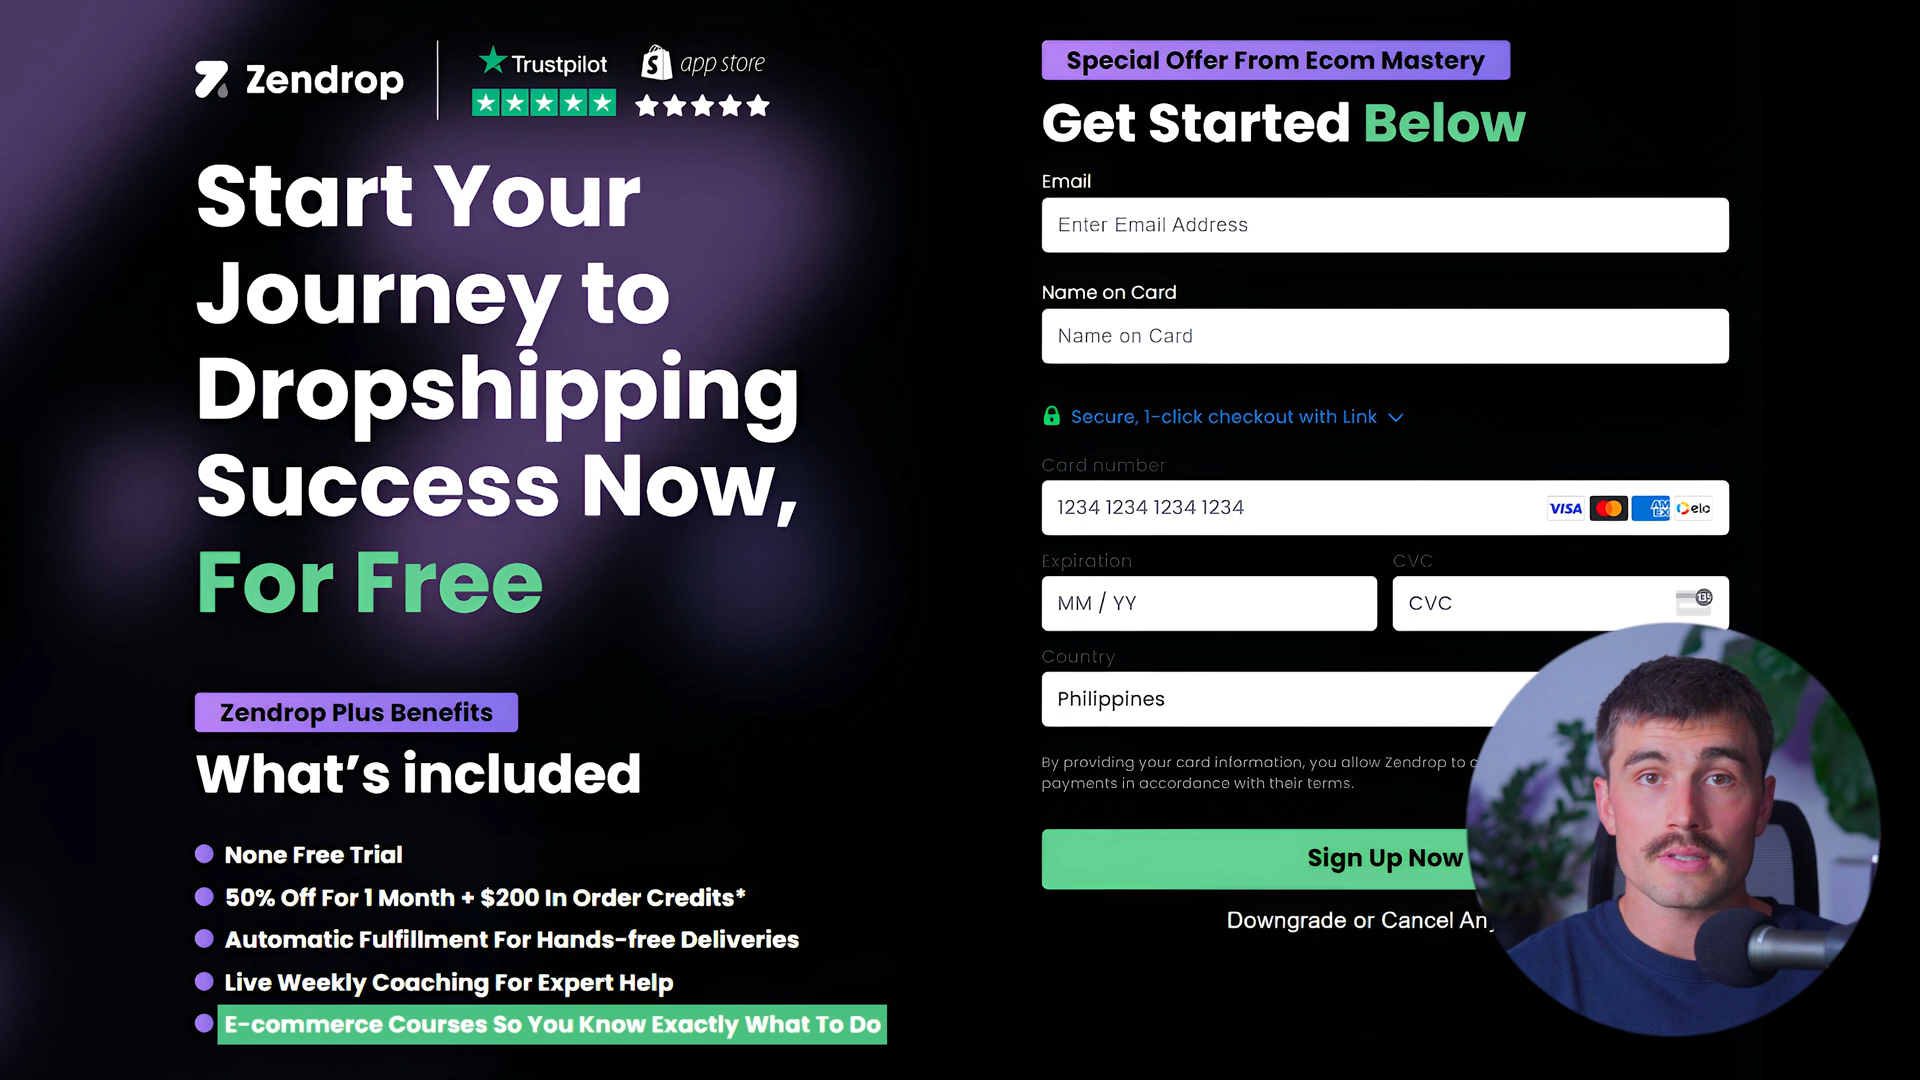 Zendrop
Trustpilot
app store
Start Your
Journey to
Dropshipping
Success Now,
For Free
Zendrop Plus Benefits
What's included
None Free Trial
50% Off For 1 Month + $200 In Order Credits*
Automatic Fulfillment For Hands-free Deliveries
Live Weekly Coaching For Expert Help
E-commerce Courses So You Know Exactly What To Do
Special Offer From Ecom Mastery
Get Started Below
Email
Enter Email Address
Name on Card
Name on Card
Secure, 1-click checkout with Link
Card number
1234 1234 1234 1234
VISA
AM
EX
elo
Expiration
CVC
MM / YY
CVC
135
Country
Philippines
By providing your card information, you allow Zendrop to
payments in accordance with their terms.
Sign Up Now
Downgrade or Cancel